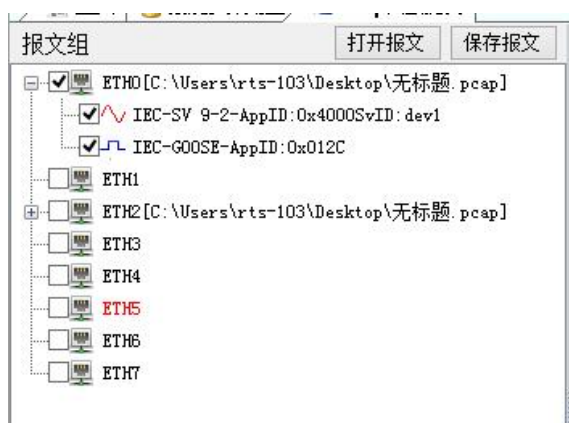 报文组 打开报文 保存报文
ETH0[C:\Users\rts-103\Desktop\无标题.pcap]
IEC-SV 9-2-AppID:0x4000SvID:dev1
IEC-GOOSE-AppID:0x012C
ETH1
ETH2[C:\Users\rts-103\Desktop\无标题.pcap]
ETH3
ETH4
ETH5
ETH6
ETH7